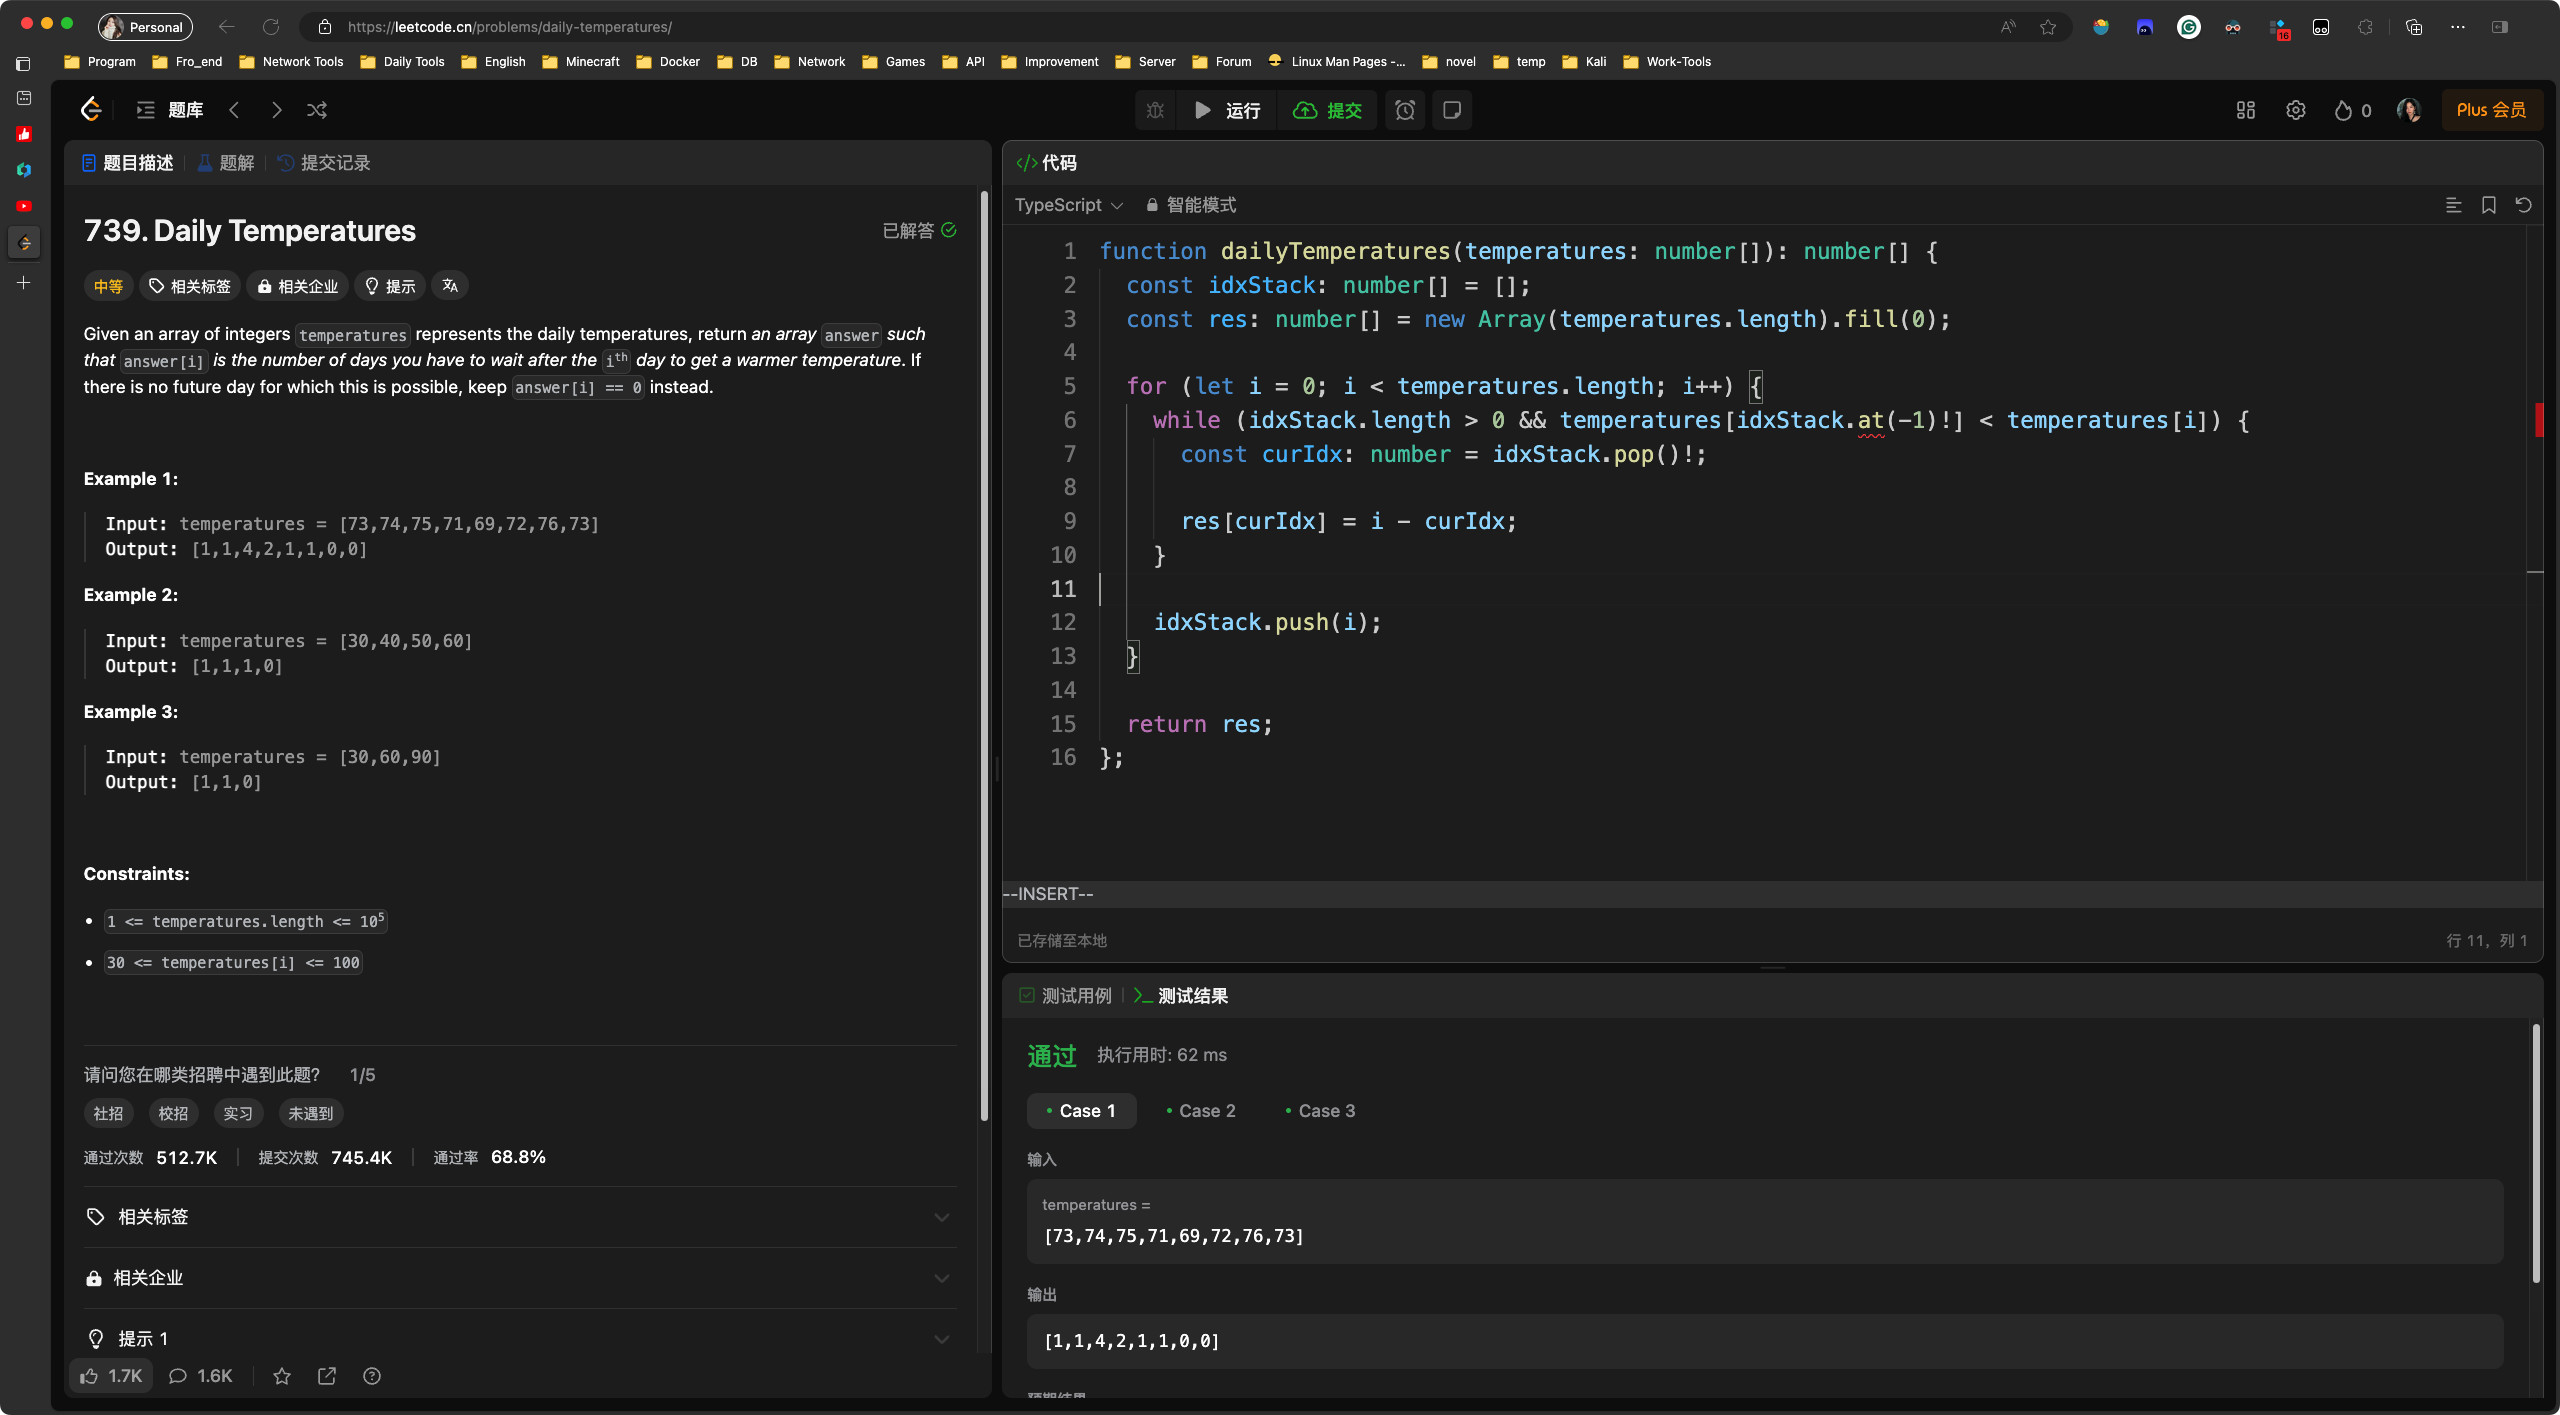 Personal
https://leetcode.cn/problems/daily-temperatures/
16
Program
Fro_end
Network Tools
Daily Tools
English
Minecraft
Docker
DB
Network
Games
API
Improvement
Server
Forum
Linux Man Pages -...
novel
temp
Kali
Work-Tools
题库
运行
提交
0
Plus 会员
题目描述
题解
提交记录
739. Daily Temperatures
已解答
中等
相关标签
相关企业
提示
Given an array of integers temperatures represents the daily temperatures, return an array answer such
that answer[i] is the number of days you have to wait after the ith day to get a warmer temperature. If
there is no future day for which this is possible, keep answer[i] == 0 instead.
Example 1:
Input: temperatures = [73,74,75,71,69,72,76,73]
Output: [1,1,4,2,1,1,0,0]
Example 2:
Input: temperatures = [30,40,50,60]
Output: [1,1,1,0]
Example 3:
Input: temperatures = [30,60,90]
Output: [1,1,0]
Constraints:
1 <= temperatures.length <= 10^5
30 <= temperatures[i] <= 100
请问您在哪类招聘中遇到此题? 1/5
社招
校招
实习
未遇到
通过次数 512.7K
提交次数 745.4K
通过率 68.8%
相关标签
相关企业
提示 1
1.7K
1.6K
代码
TypeScript
智能模式
1 function dailyTemperatures(temperatures: number[]): number[] {
2 const idxStack: number[] = [];
3 const res: number[] = new Array(temperatures.length).fill(0);
4
5 for (let i = 0; i < temperatures.length; i++) {
6 while (idxStack.length > 0 && temperatures[idxStack.at(-1)!] < temperatures[i]) {
7 const curIdx: number = idxStack.pop()!;
8
9 res[curIdx] = i - curIdx;
10 }
11
12 idxStack.push(i);
13 }
14
15 return res;
16 };
--INSERT--
已存储至本地
行 11, 列 1
测试用例
测试结果
通过
执行用时: 62 ms
Case 1
Case 2
Case 3
输入
temperatures =
[73,74,75,71,69,72,76,73]
输出
[1,1,4,2,1,1,0,0]